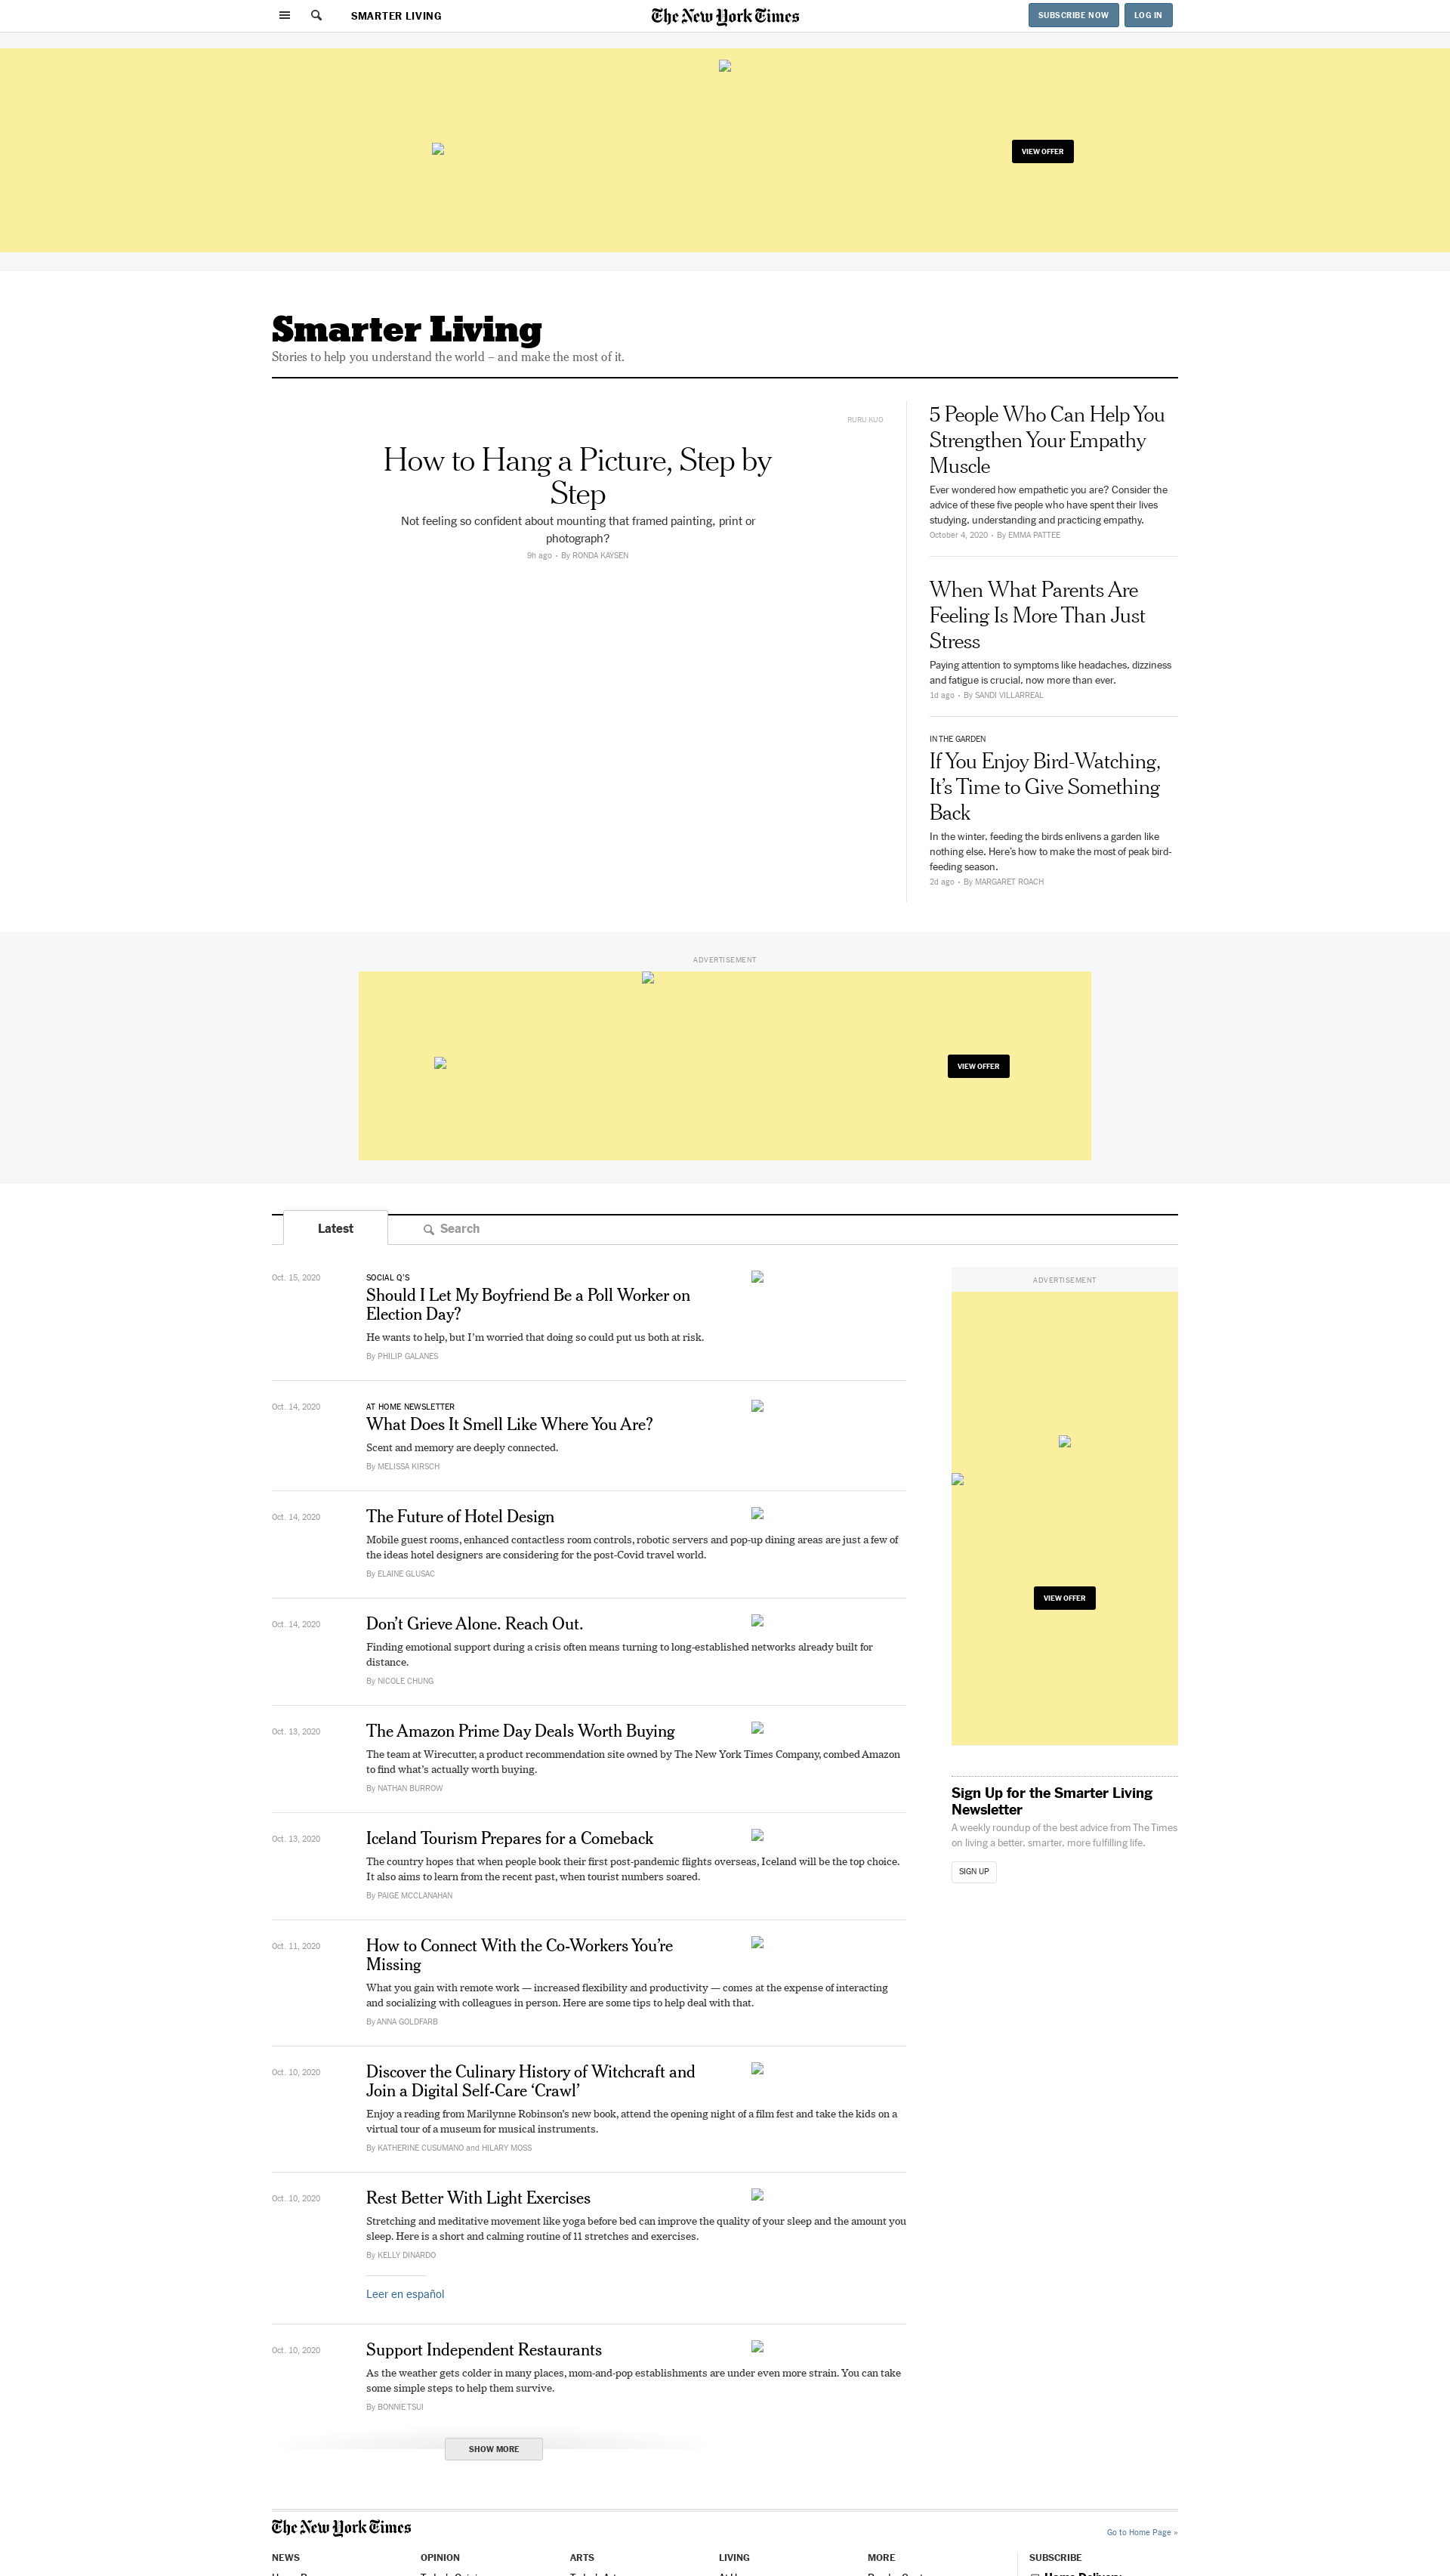 SMARTER LIVING
The New York Times
SUBSCRIBE NOW
LOG IN
VIEW OFFER
Smarter Living
Stories to help you understand the world – and make the most of it.
RURU KUO
How to Hang a Picture, Step by
Step
Not feeling so confident about mounting that framed painting, print or
photograph?
9h ago • By RONDA KAYSEN
5 People Who Can Help You
Strengthen Your Empathy
Muscle
Ever wondered how empathetic you are? Consider the
advice of these five people who have spent their lives
studying, understanding and practicing empathy.
October 4, 2020 • By EMMA PATTEE
When What Parents Are
Feeling Is More Than Just
Stress
Paying attention to symptoms like headaches, dizziness
and fatigue is crucial, now more than ever.
1d ago • By SANDI VILLARREAL
IN THE GARDEN
If You Enjoy Bird-Watching,
It’s Time to Give Something
Back
In the winter, feeding the birds enlivens a garden like
nothing else. Here’s how to make the most of peak bird-
feeding season.
2d ago • By MARGARET ROACH
ADVERTISEMENT
VIEW OFFER
Latest
Search
Oct. 15, 2020
SOCIAL Q’S
Should I Let My Boyfriend Be a Poll Worker on
Election Day?
He wants to help, but I’m worried that doing so could put us both at risk.
By PHILIP GALANES
Oct. 14, 2020
AT HOME NEWSLETTER
What Does It Smell Like Where You Are?
Scent and memory are deeply connected.
By MELISSA KIRSCH
Oct. 14, 2020
The Future of Hotel Design
Mobile guest rooms, enhanced contactless room controls, robotic servers and pop-up dining areas are just a few of
the ideas hotel designers are considering for the post-Covid travel world.
By ELAINE GLUSAC
Oct. 14, 2020
Don’t Grieve Alone. Reach Out.
Finding emotional support during a crisis often means turning to long-established networks already built for
distance.
By NICOLE CHUNG
Oct. 13, 2020
The Amazon Prime Day Deals Worth Buying
The team at Wirecutter, a product recommendation site owned by The New York Times Company, combed Amazon
to find what’s actually worth buying.
By NATHAN BURROW
Oct. 13, 2020
Iceland Tourism Prepares for a Comeback
The country hopes that when people book their first post-pandemic flights overseas, Iceland will be the top choice.
It also aims to learn from the recent past, when tourist numbers soared.
By PAIGE MCCLANAHAN
Oct. 11, 2020
How to Connect With the Co-Workers You’re
Missing
What you gain with remote work — increased flexibility and productivity — comes at the expense of interacting
and socializing with colleagues in person. Here are some tips to help deal with that.
By ANNA GOLDFARB
Oct. 10, 2020
Discover the Culinary History of Witchcraft and
Join a Digital Self-Care ‘Crawl’
Enjoy a reading from Marilynne Robinson’s new book, attend the opening night of a film fest and take the kids on a
virtual tour of a museum for musical instruments.
By KATHERINE CUSUMANO and HILARY MOSS
Oct. 10, 2020
Rest Better With Light Exercises
Stretching and meditative movement like yoga before bed can improve the quality of your sleep and the amount you
sleep. Here is a short and calming routine of 11 stretches and exercises.
By KELLY DINARDO
Leer en español
Oct. 10, 2020
Support Independent Restaurants
As the weather gets colder in many places, mom-and-pop establishments are under even more strain. You can take
some simple steps to help them survive.
By BONNIE TSUI
SHOW MORE
ADVERTISEMENT
VIEW OFFER
Sign Up for the Smarter Living
Newsletter
A weekly roundup of the best advice from The Times
on living a better, smarter, more fulfilling life.
SIGN UP
The New York Times
Go to Home Page »
NEWS
OPINION
ARTS
LIVING
MORE
SUBSCRIBE